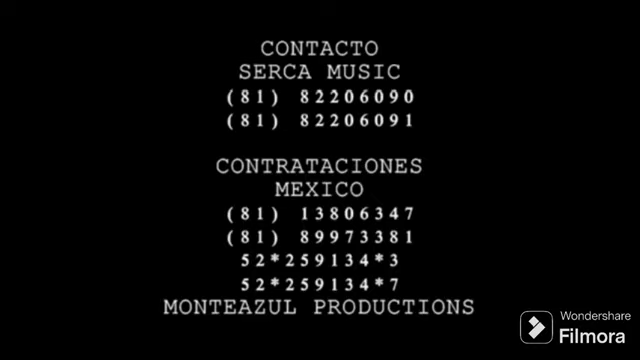 CONTACTO
SERCA MUSIC
(81) 82206090
(81) 82206091
CONTRATACIONES
MEXICO
(81) 13806347
(81) 89973381
52*259134*3
52*259134*7
MONTEAZUL PRODUCTIONS
Wondershare
Filmora